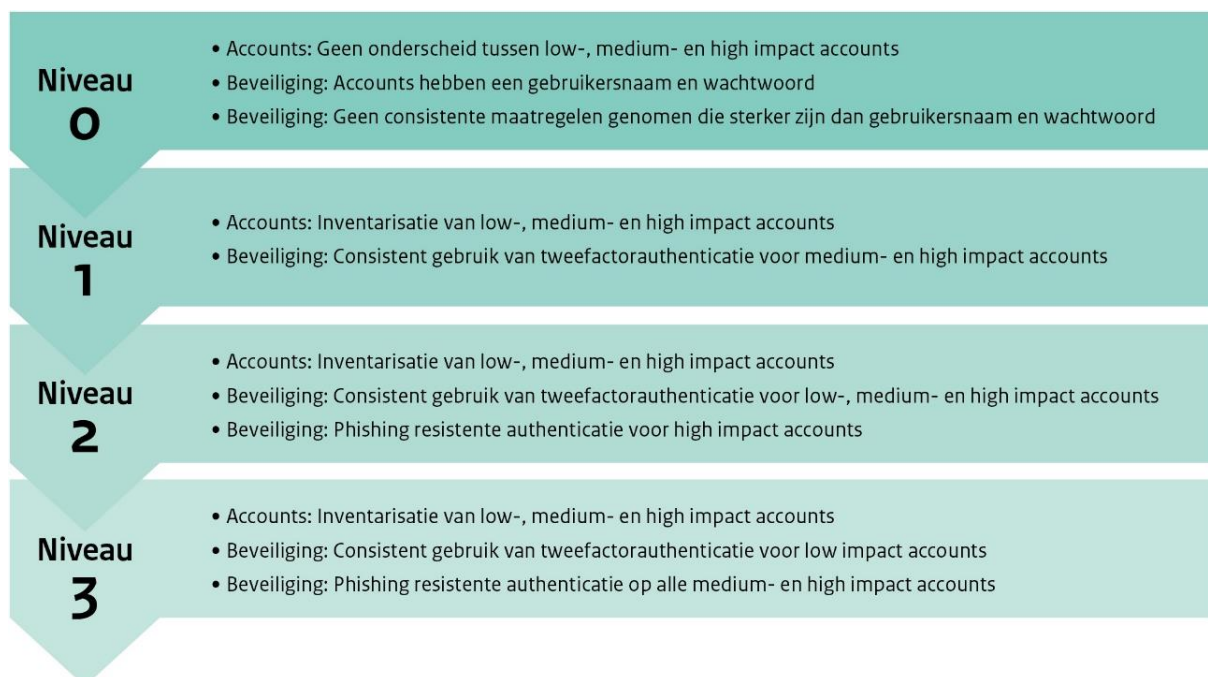 Niveau
0
• Accounts: Geen onderscheid tussen low-, medium- en high impact accounts
• Beveiliging: Accounts hebben een gebruikersnaam en wachtwoord
• Beveiliging: Geen consistente maatregelen genomen die sterker zijn dan gebruikersnaam en wachtwoord
Niveau
1
• Accounts: Inventarisatie van low-, medium- en high impact accounts
• Beveiliging: Consistent gebruik van tweefactorauthenticatie voor medium- en high impact accounts
Niveau
2
• Accounts: Inventarisatie van low-, medium- en high impact accounts
• Beveiliging: Consistent gebruik van tweefactorauthenticatie voor low-, medium- en high impact accounts
• Beveiliging: Phishing resistente authenticatie voor high impact accounts
Niveau
3
• Accounts: Inventarisatie van low-, medium- en high impact accounts
• Beveiliging: Consistent gebruik van tweefactorauthenticatie voor low impact accounts
• Beveiliging: Phishing resistente authenticatie op alle medium- en high impact accounts